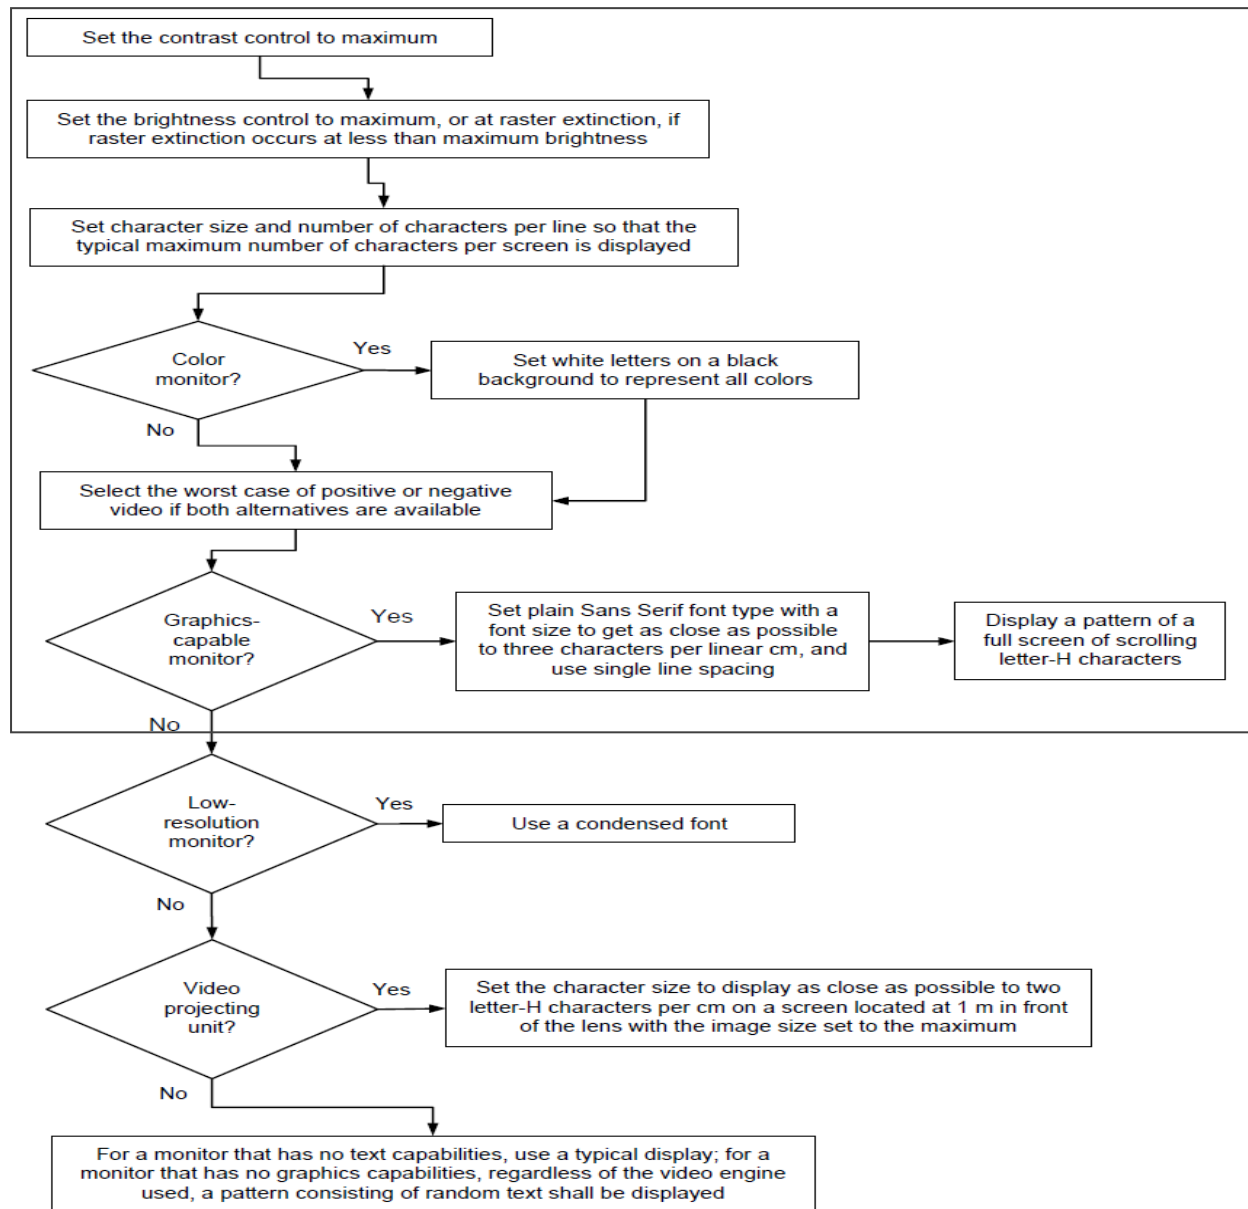 Set the contrast control to maximum
Set the brightness control to maximum, or at raster extinction, if
raster extinction occurs at less than maximum brightness
Set character size and number of characters per line so that the
typical maximum number of characters per screen is displayed
Color
monitor?
Yes
Set white letters on a black
background to represent all colors
No
Select the worst case of positive or negative
video if both alternatives are available
Graphics-
capable
monitor?
Yes
Set plain Sans Serif font type with a
font size to get as close as possible
to three characters per linear cm, and
use single line spacing
Display a pattern of a
full screen of scrolling
letter-H characters
No
Low-
resolution
monitor?
Yes
Use a condensed font
No
Video
projecting
unit?
Yes
Set the character size to display as close as possible to two
letter-H characters per cm on a screen located at 1 m in front
of the lens with the image size set to the maximum
No
For a monitor that has no text capabilities, use a typical display; for a
monitor that has no graphics capabilities, regardless of the video engine
used, a pattern consisting of random text shall be displayed